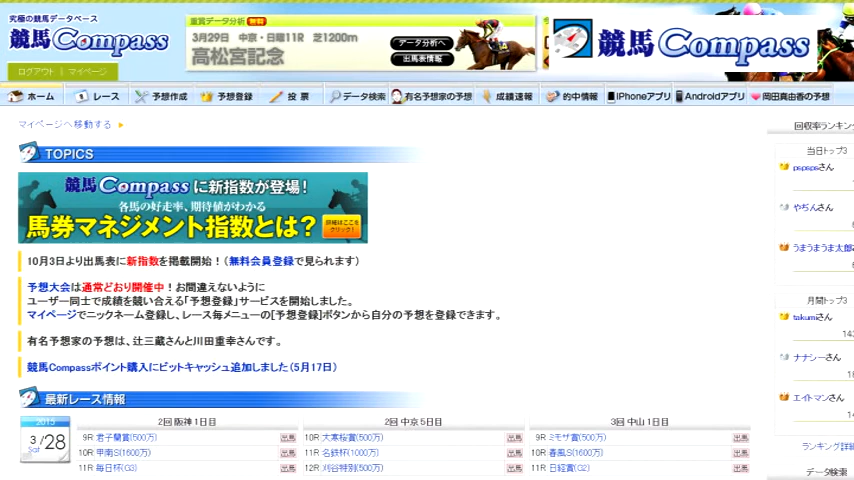 究極の競馬データベース
競馬Compass
ログアウト | マイページ
重賞データ分析 無料
3月29日 中京・日曜11R 芝1200m
高松宮記念
データ分析へ
出馬表情報
競馬Compass
ホーム レース 予想作成 予想登録 投票 データ検索 有名予想家の予想 成績速報 的中情報 iPhoneアプリ Androidアプリ 岡田真由香の予想
マイページへ移動する
TOPICS
競馬Compassに新指数が登場!
各馬の好走率、期待値がわかる
馬券マネジメント指数とは?
詳細はここをクリック!
10月3日より出馬表に新指数を掲載開始!(無料会員登録で見られます)
予想大会は通常どおり開催中!お間違えないように
ユーザー同士で成績を競い合える「予想登録」サービスを開始しました。
マイページでニックネーム登録し、レース毎メニューの[予想登録]ボタンから自分の予想を登録できます。
有名予想家の予想は、辻三蔵さんと川田重幸さんです。
競馬Compassポイント購入にビットキャッシュ追加しました(5月17日)
最新レース情報
2015
3/28
Sat
2回 阪神 1日目
9R 君子蘭賞(500万) 出馬
10R 甲南S(1600万) 出馬
11R 毎日杯(G3) 出馬
2回 中京 5日目
10R 大寒桜賞(500万) 出馬
11R 名鉄杯(1000万) 出馬
12R 刈谷特別(500万) 出馬
3回 中山 1日目
9R ミモザ賞(500万) 出馬
10R 春風S(1600万) 出馬
11R 日経賞(G2) 出馬
回収率ランキン
当日トップ3
pepepsさん
やぢんさん
うまうまうま太郎
月間トップ3
takumiさん
ナナシーさん
エイトマンさん
ランキング詳細
データ検索